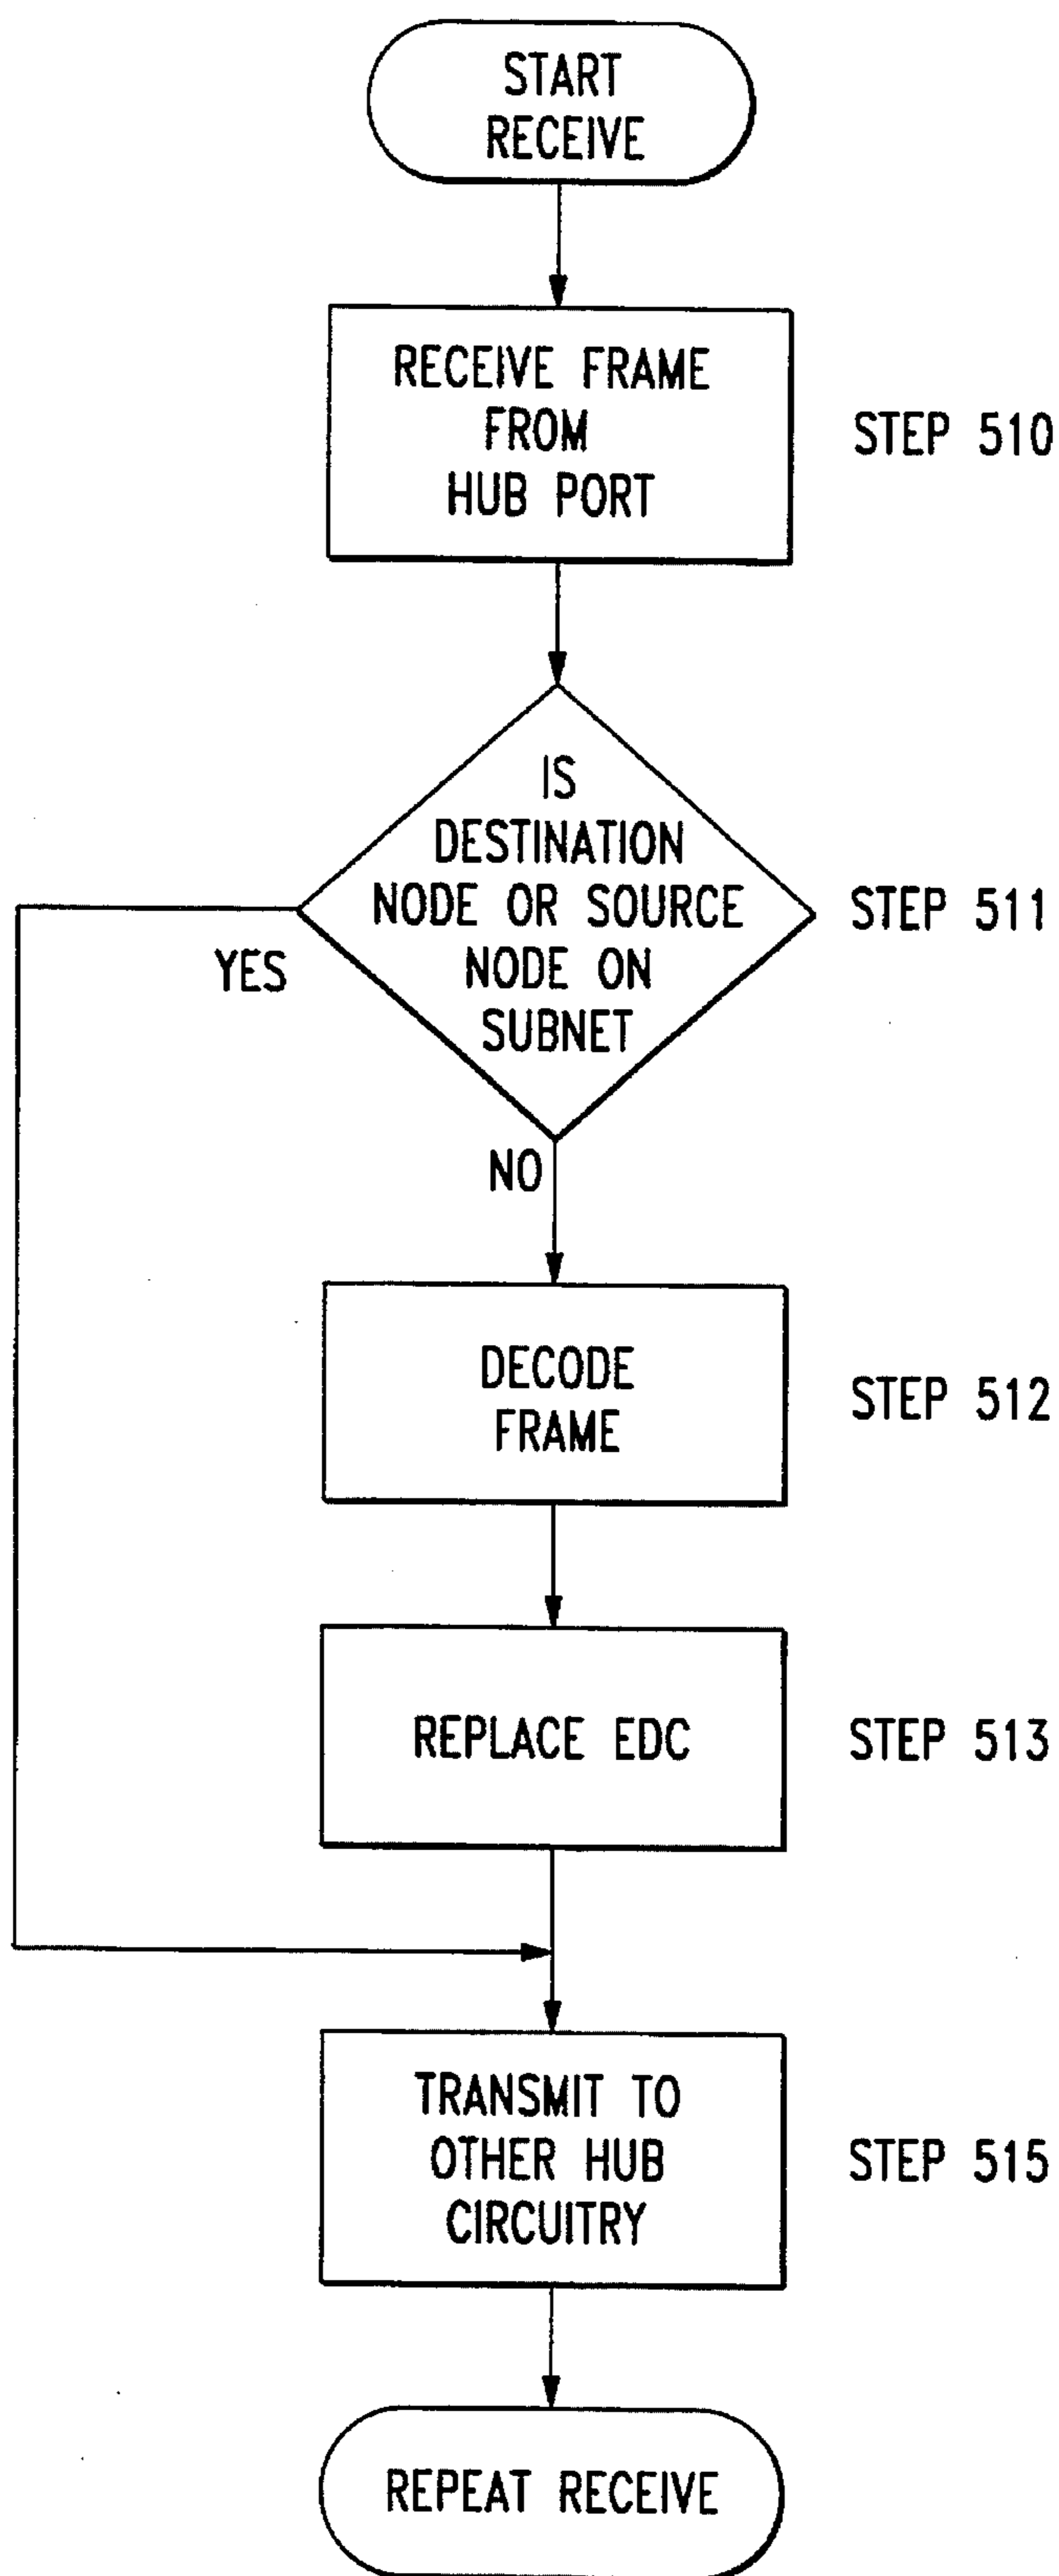 START
RECEIVE
RECEIVE FRAME
FROM
HUB PORT
STEP 510
IS
DESTINATION
NODE OR SOURCE
NODE ON
SUBNET
STEP 511
YES
NO
DECODE
FRAME
STEP 512
REPLACE EDC
STEP 513
TRANSMIT TO
OTHER HUB
CIRCUITRY
STEP 515
REPEAT RECEIVE